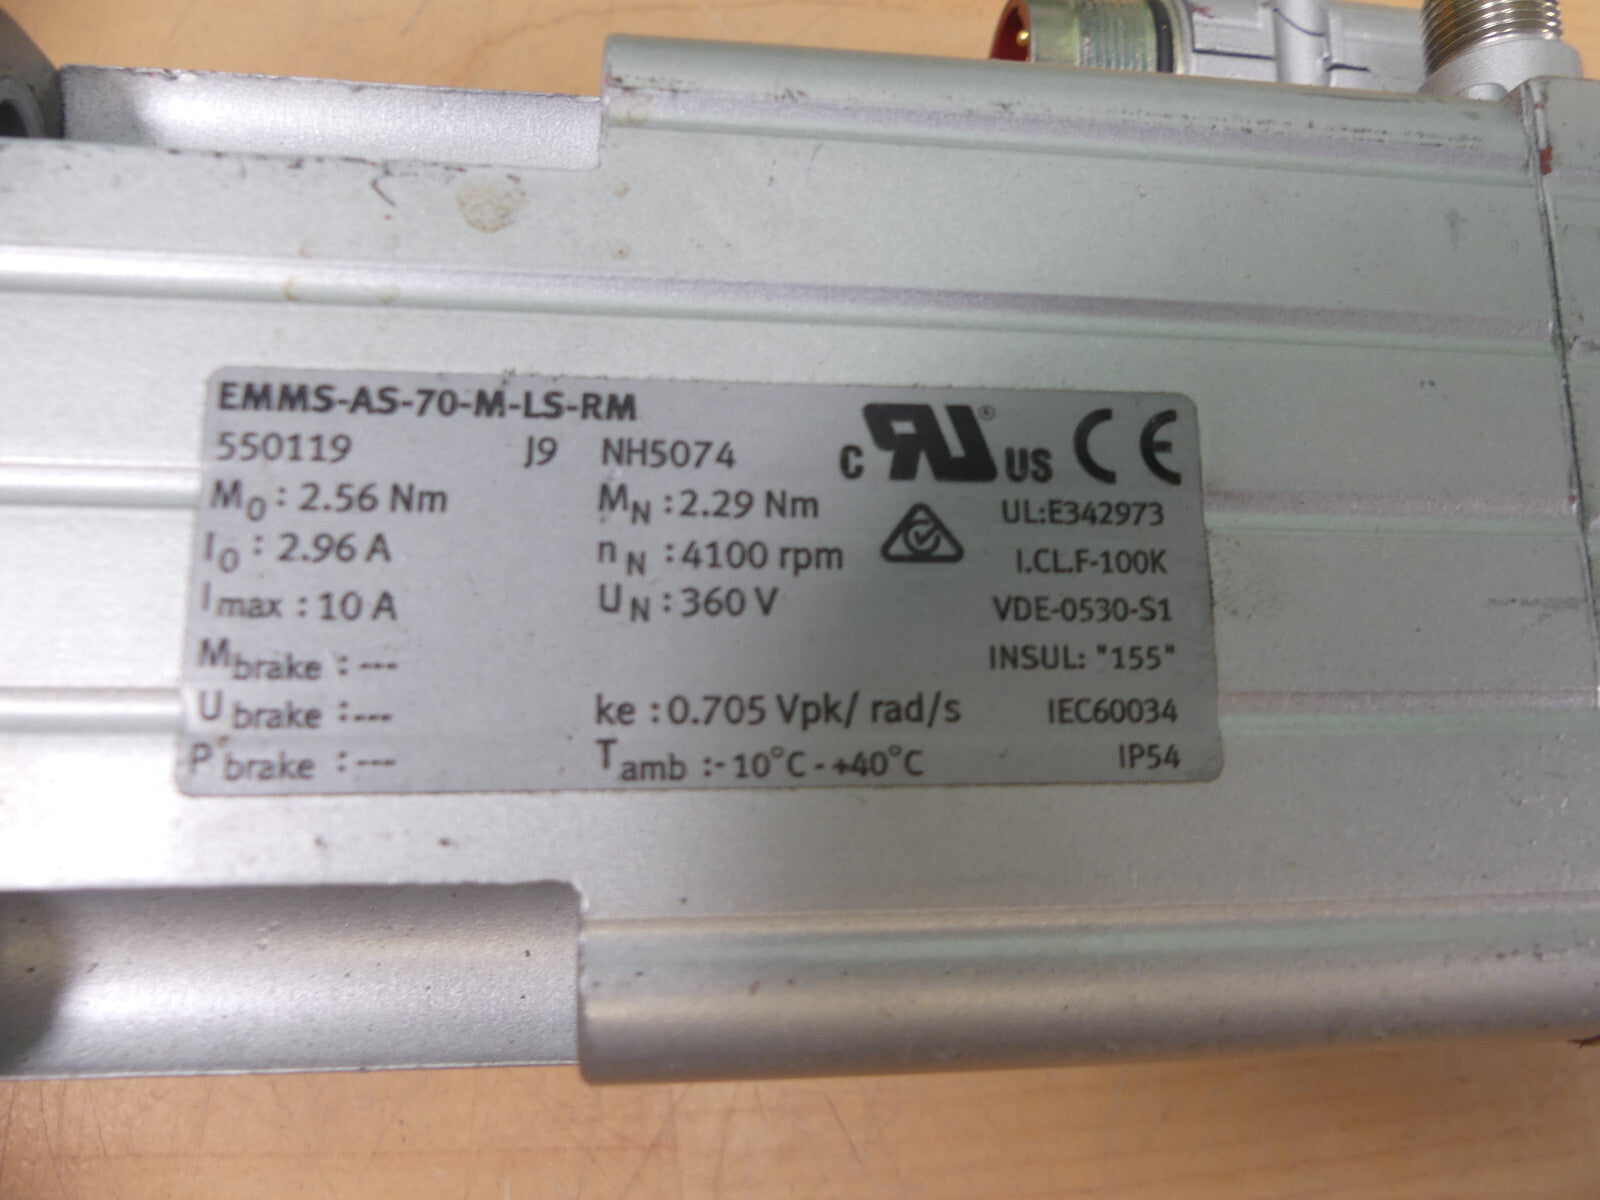 EMMS-AS-70-M-LS-RM
550119 J9 NH5074
M0 : 2.56 Nm MN : 2.29 Nm
I0 : 2.96 A nN : 4100 rpm
Imax : 10 A UN : 360 V
Mbrake : ---
Ubrake : --- ke : 0.705 Vpk/ rad/s
Pbrake : --- Tamb : -10°C - +40°C
c RU ® US CE
UL:E342973
I.CL.F-100K
VDE-0530-S1
INSUL: "155"
IEC60034
IP54